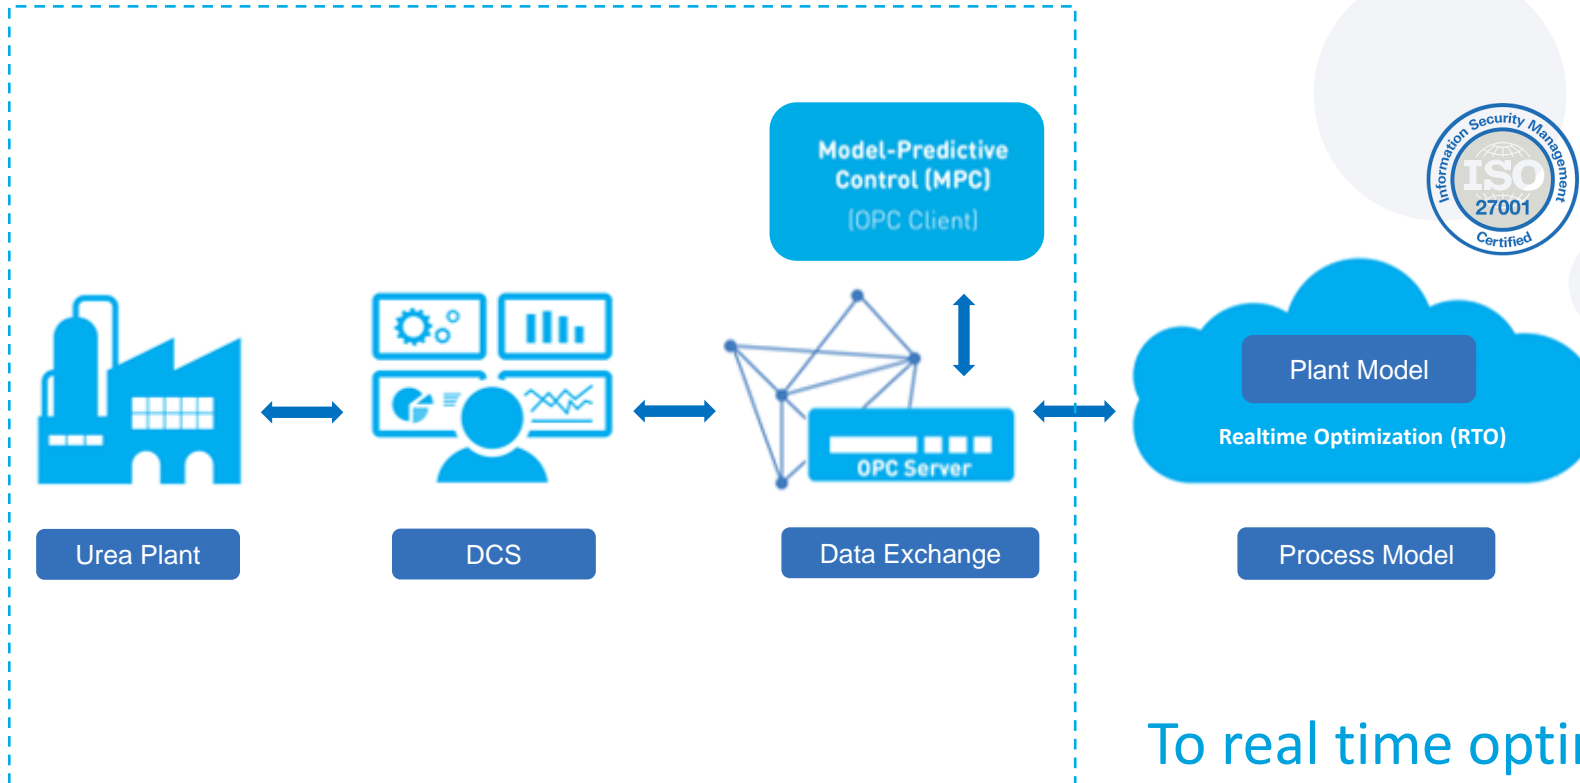 Model-Predictive
Control (MPC)
(OPC Client)
Information Security Management
ISO
27001
Certified
Plant Model
Realtime Optimization (RTO)
OPC Server
Urea Plant
DCS
Data Exchange
Process Model
To real time optim